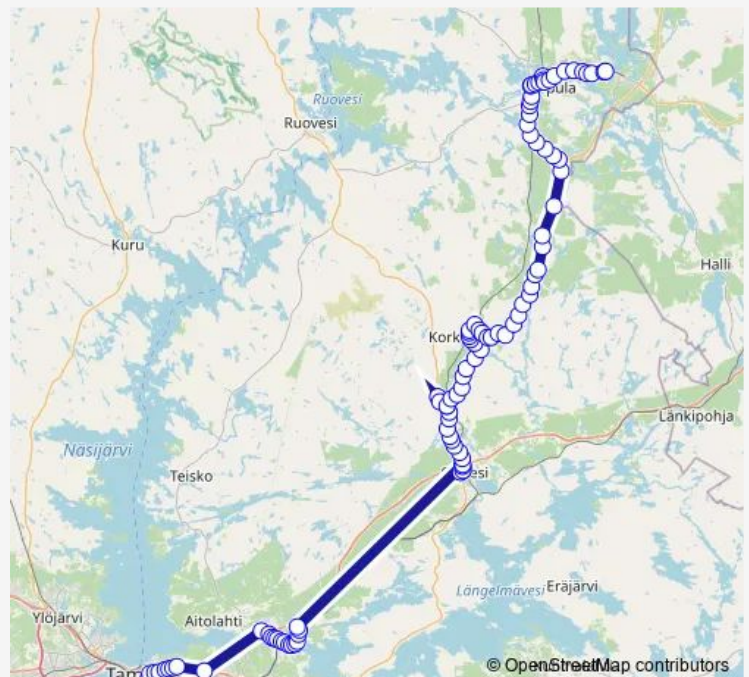 Ruovesi
Ruovesi
Kuru
Halli
Länkipohja
Näsijärvi
Teisko
Längelmävesi
Eräjärvi
Ylöjärvi
Aitolahti
© OpenStreetMap contributors